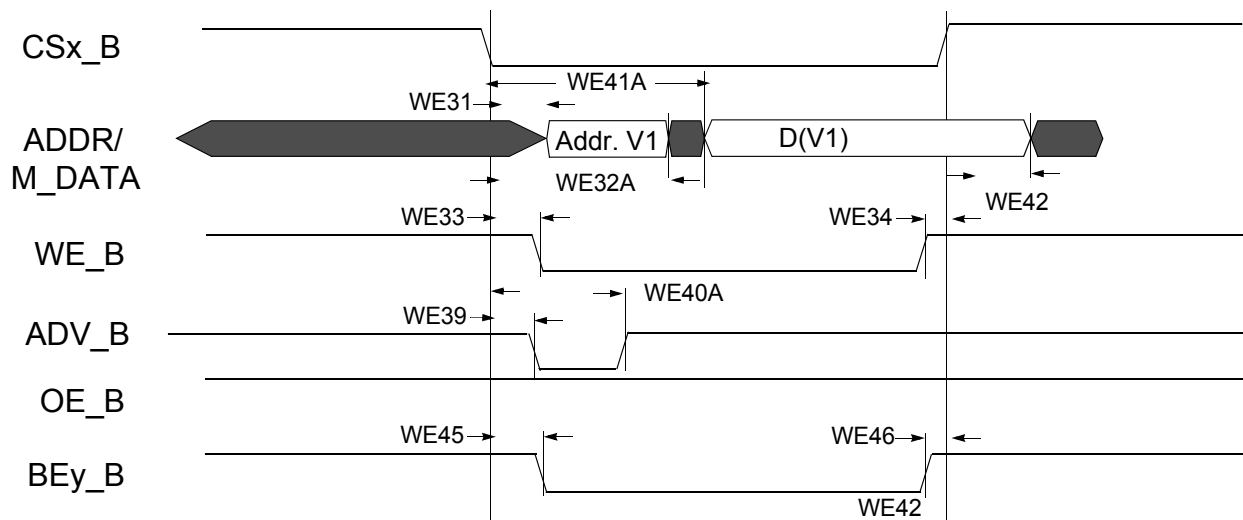 CSx_B
WE41A
WE31
ADDR/
M_DATA
Addr. V1
D(V1)
WE32A
WE42
WE33
WE34
WE_B
WE40A
WE39
ADV_B
OE_B
WE45
WE46
BEy_B
WE42